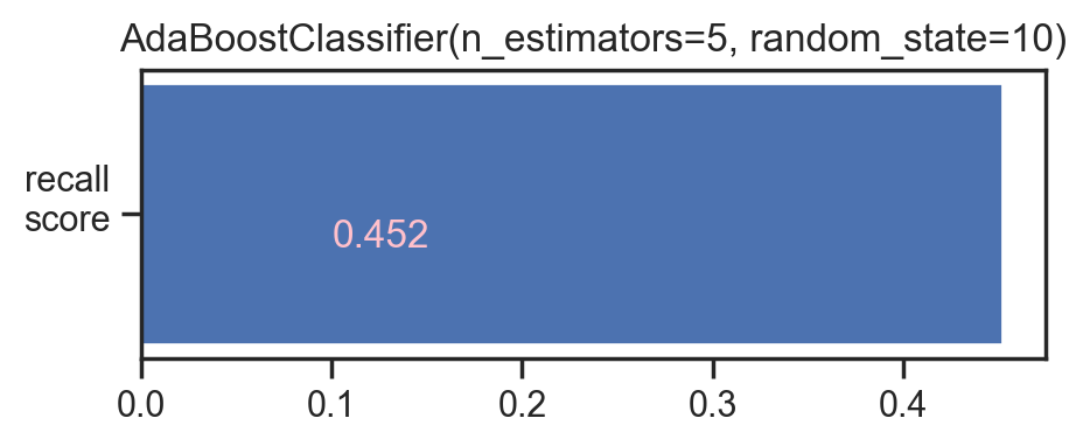 AdaBoostClassifier(n_estimators=5, random_state=10)
recall
score
0.452
0.0 0.1 0.2 0.3 0.4